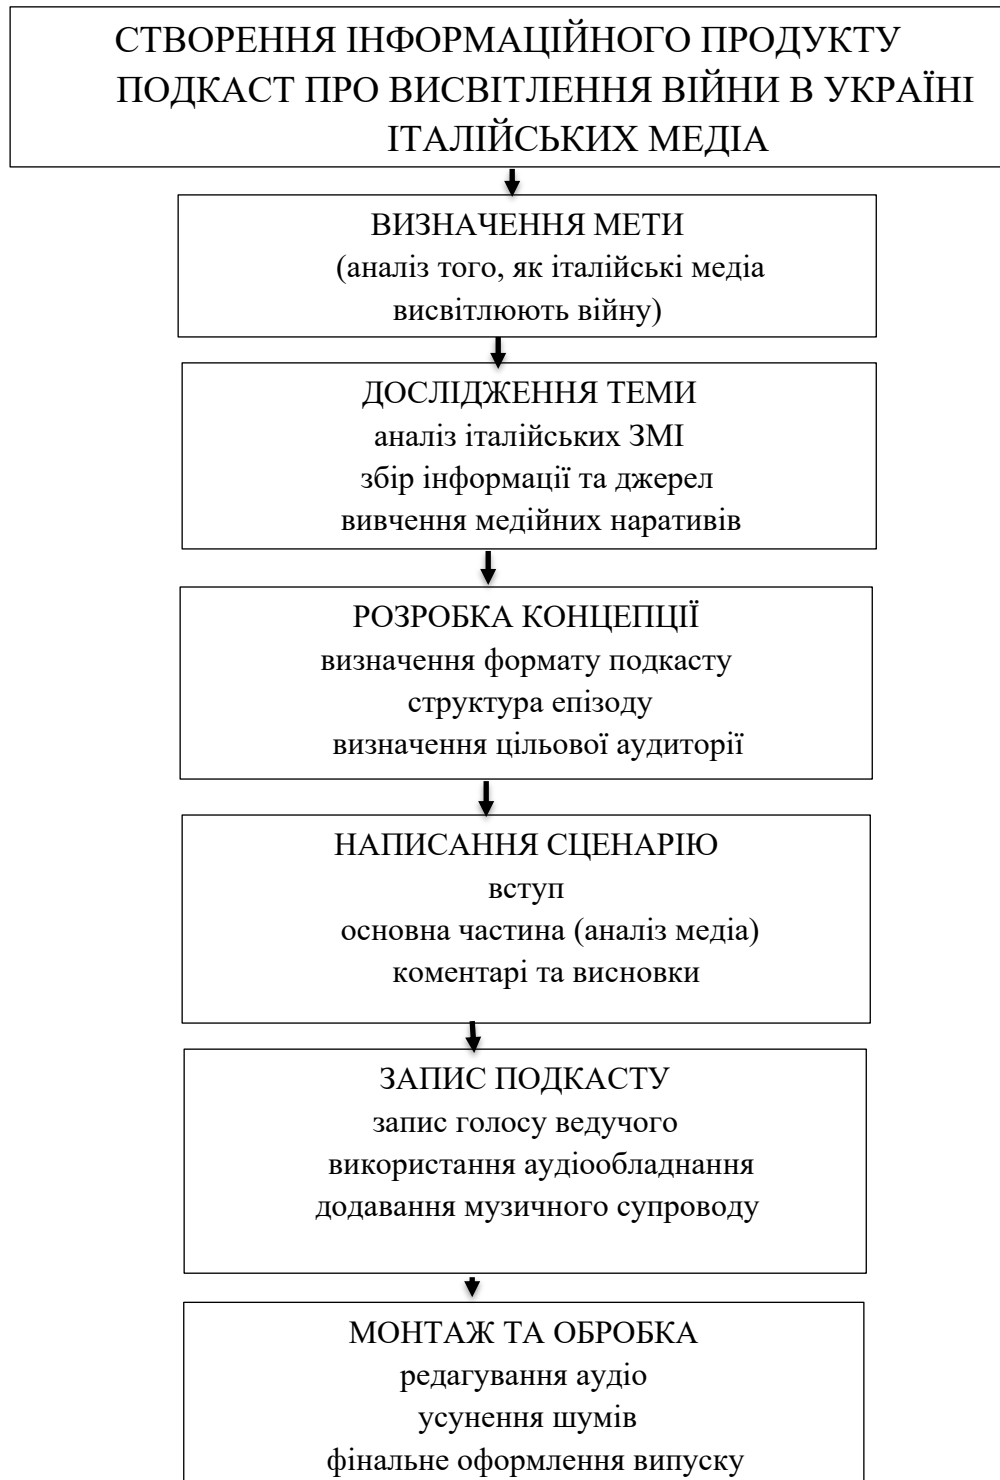 СТВОРЕННЯ ІНФОРМАЦІЙНОГО ПРОДУКТУ
ПОДКАСТ ПРО ВИСВІТЛЕННЯ ВІЙНИ В УКРАЇНІ
ІТАЛІЙСЬКИХ МЕДІА
ВИЗНАЧЕННЯ МЕТИ
(аналіз того, як італійські медіа
висвітлюють війну)
ДОСЛІДЖЕННЯ ТЕМИ
аналіз італійських ЗМІ
збір інформації та джерел
вивчення медійних наративів
РОЗРОБКА КОНЦЕПЦІЇ
визначення формату подкасту
структура епізоду
визначення цільової аудиторії
НАПИСАННЯ СЦЕНАРІЮ
вступ
основна частина (аналіз медіа)
коментарі та висновки
ЗАПИС ПОДКАСТУ
запис голосу ведучого
використання аудіообладнання
додавання музичного супроводу
МОНТАЖ ТА ОБРОБКА
редагування аудіо
усунення шумів
фінальне оформлення випуску